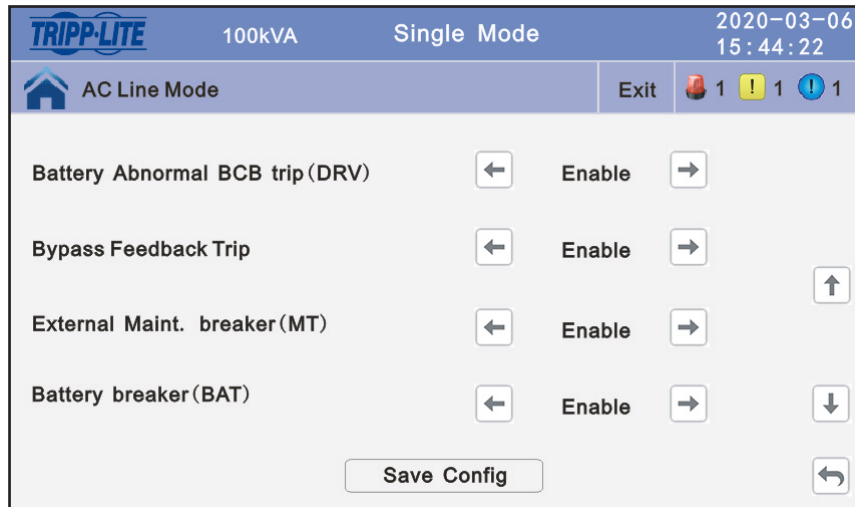 TRIPP·LITE 100kVA Single Mode 2020-03-06
15:44:22
AC Line Mode Exit 1 ! 1 ! 1
Battery Abnormal BCB trip(DRV) Enable
Bypass Feedback Trip Enable
External Maint. breaker(MT) Enable
Battery breaker(BAT) Enable
Save Config